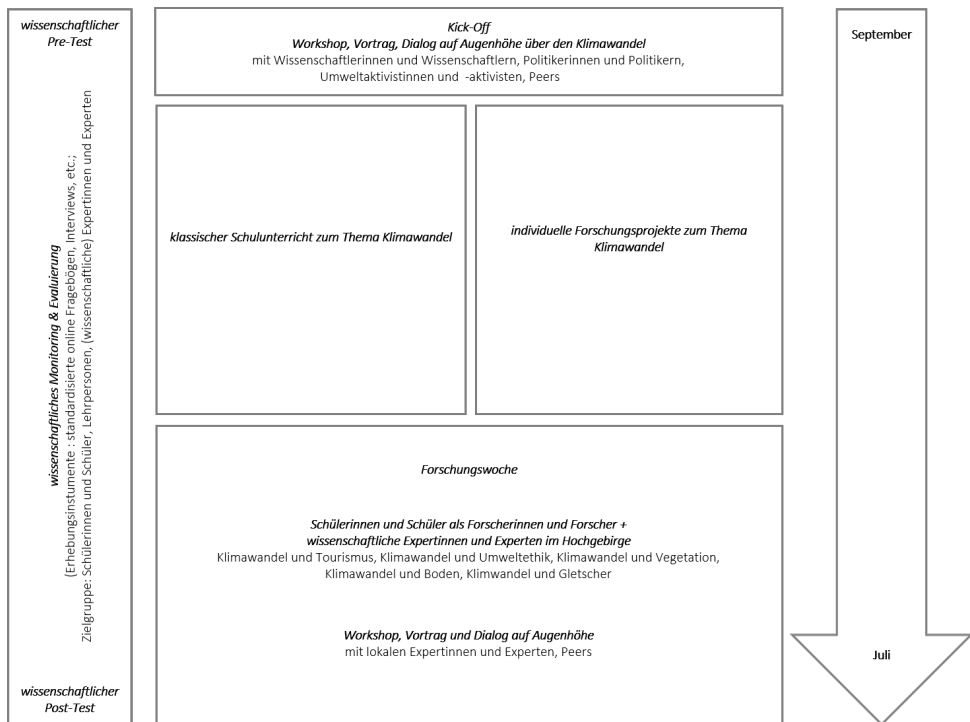 wissenschaftlicher
Pre-Test
wissenschaftliches Monitoring & Evaluierung
(Erhebungsinstumente : standardisierte online Fragebögen, Interviews, etc.;
Zielgruppe: Schülerinnen und Schüler, Lehrpersonen, (wissenschaftliche) Expertinnen und Experten
wissenschaftlicher
Post-Test
Kick-Off
Workshop, Vortrag, Dialog auf Augenhöhe über den Klimawandel
mit Wissenschaftlerinnen und Wissenschaftlern, Politikerinnen und Politikern,
Umweltaktivistinnen und -aktivisten, Peers
klassischer Schulunterricht zum Thema Klimawandel
individuelle Forschungsprojekte zum Thema
Klimawandel
Forschungswoche
Schülerinnen und Schüler als Forscherinnen und Forscher +
wissenschaftliche Expertinnen und Experten im Hochgebirge
Klimawandel und Tourismus, Klimawandel und Umweltethik, Klimawandel und Vegetation,
Klimawandel und Boden, Klimwandel und Gletscher
Workshop, Vortrag und Dialog auf Augenhöhe
mit lokalen Expertinnen und Experten, Peers
September
Juli